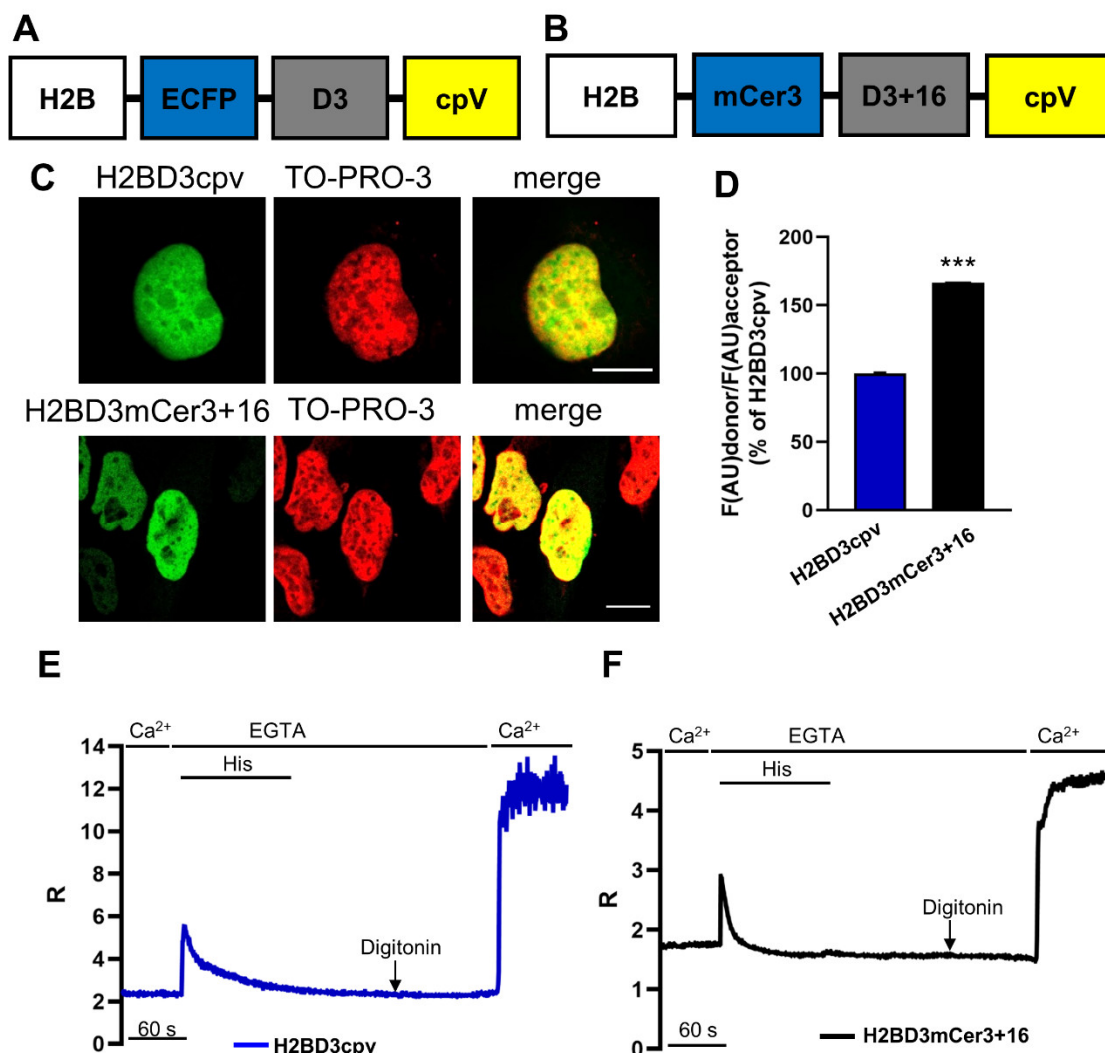 A
H2B
ECFP
D3
cpV
B
H2B
mCer3
D3+16
cpV
C
H2BD3cpv
TO-PRO-3
merge
H2BD3mCer3+16
TO-PRO-3
merge
D
F(AU)donor/F(AU)acceptor
(% of H2BD3cpv)
200
150
100
50
0
***
H2BD3cpv
H2BD3mCer3+16
E
Ca²⁺
EGTA
Ca²⁺
His
14
12
10
8
6
4
2
0
R
Digitonin
60 s
H2BD3cpv
F
Ca²⁺
EGTA
Ca²⁺
His
5
4
3
2
1
0
R
Digitonin
60 s
H2BD3mCer3+16